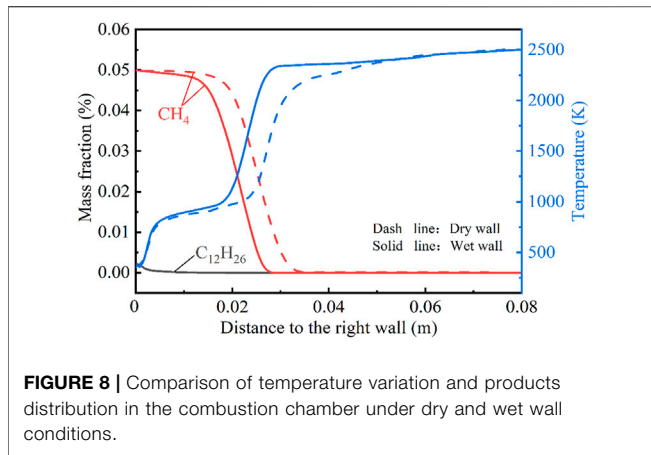 0.06
0.05
0.04
0.03
0.02
0.01
0.00
Mass fraction (%)
CH4
C12H26
Dash line: Dry wall
Solid line: Wet wall
2500
2000
1500
1000
500
Temperature (K)
0 0.02 0.04 0.06 0.08
Distance to the right wall (m)
FIGURE 8 | Comparison of temperature variation and products
distribution in the combustion chamber under dry and wet wall
conditions.